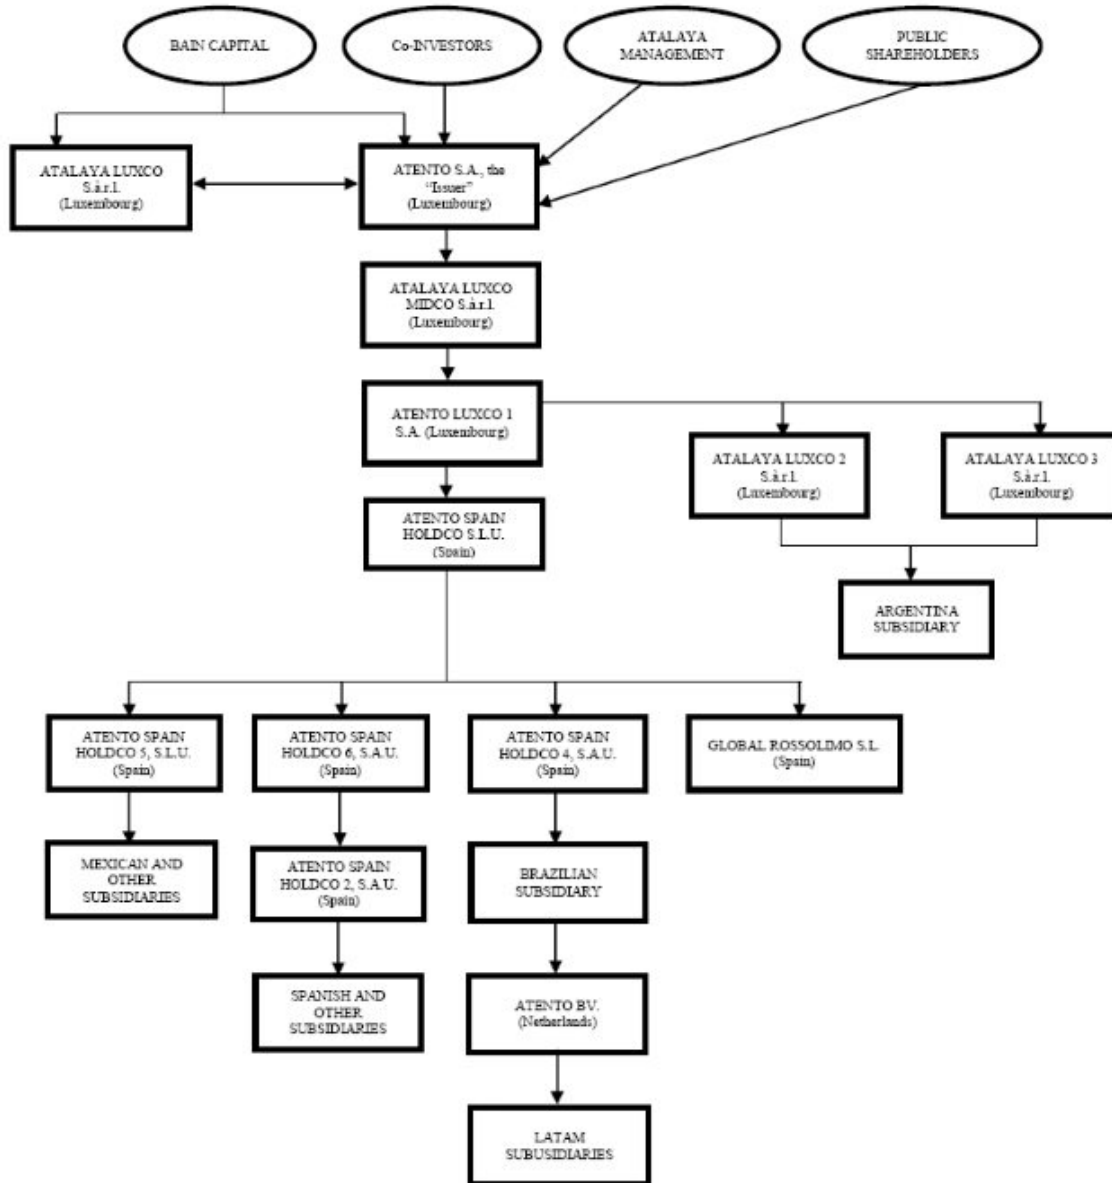 BAIN CAPITAL
Co-INVESTORS
ATALAYA
MANAGEMENT
PUBLIC
SHAREHOLDERS
ATALAYA LUXCO
S.à.r.l.
(Luxembourg)
ATENTO S.A., the
“Issuer”
(Luxembourg)
ATALAYA LUXCO
MIDCO S.à.r.l.
(Luxembourg)
ATENTO LUXCO 1
S.A. (Luxembourg)
ATALAYA LUXCO 2
S.à.r.l.
(Luxembourg)
ATALAYA LUXCO 3
S.à.r.l.
(Luxembourg)
ATENTO SPAIN
HOLDCO S.L.U.
(Spain)
ARGENTINA
SUBSIDIARY
ATENTO SPAIN
HOLDCO 5, S.L.U.
(Spain)
ATENTO SPAIN
HOLDCO 6, S.A.U.
(Spain)
ATENTO SPAIN
HOLDCO 4, S.A.U.
(Spain)
GLOBAL ROSSOLIMO S.L.
(Spain)
MEXICAN AND
OTHER
SUBSIDIARIES
ATENTO SPAIN
HOLDCO 2, S.A.U.
(Spain)
BRAZILIAN
SUBSIDIARY
SPANISH AND
OTHER
SUBSIDIARIES
ATENTO BV.
(Netherlands)
LATAM
SUBUSIDIARIES